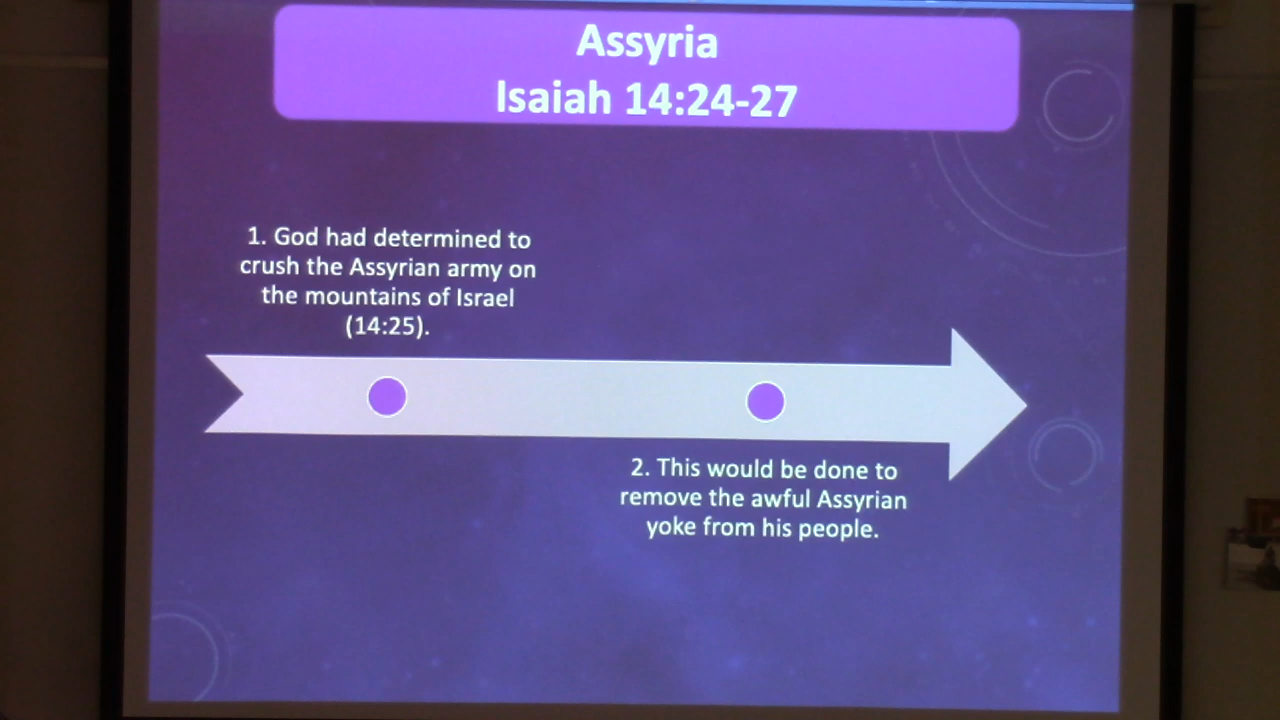 Assyria
Isaiah 14:24-27
1. God had determined to
crush the Assyrian army on
the mountains of Israel
(14:25).
2. This would be done to
remove the awful Assyrian
yoke from his people.